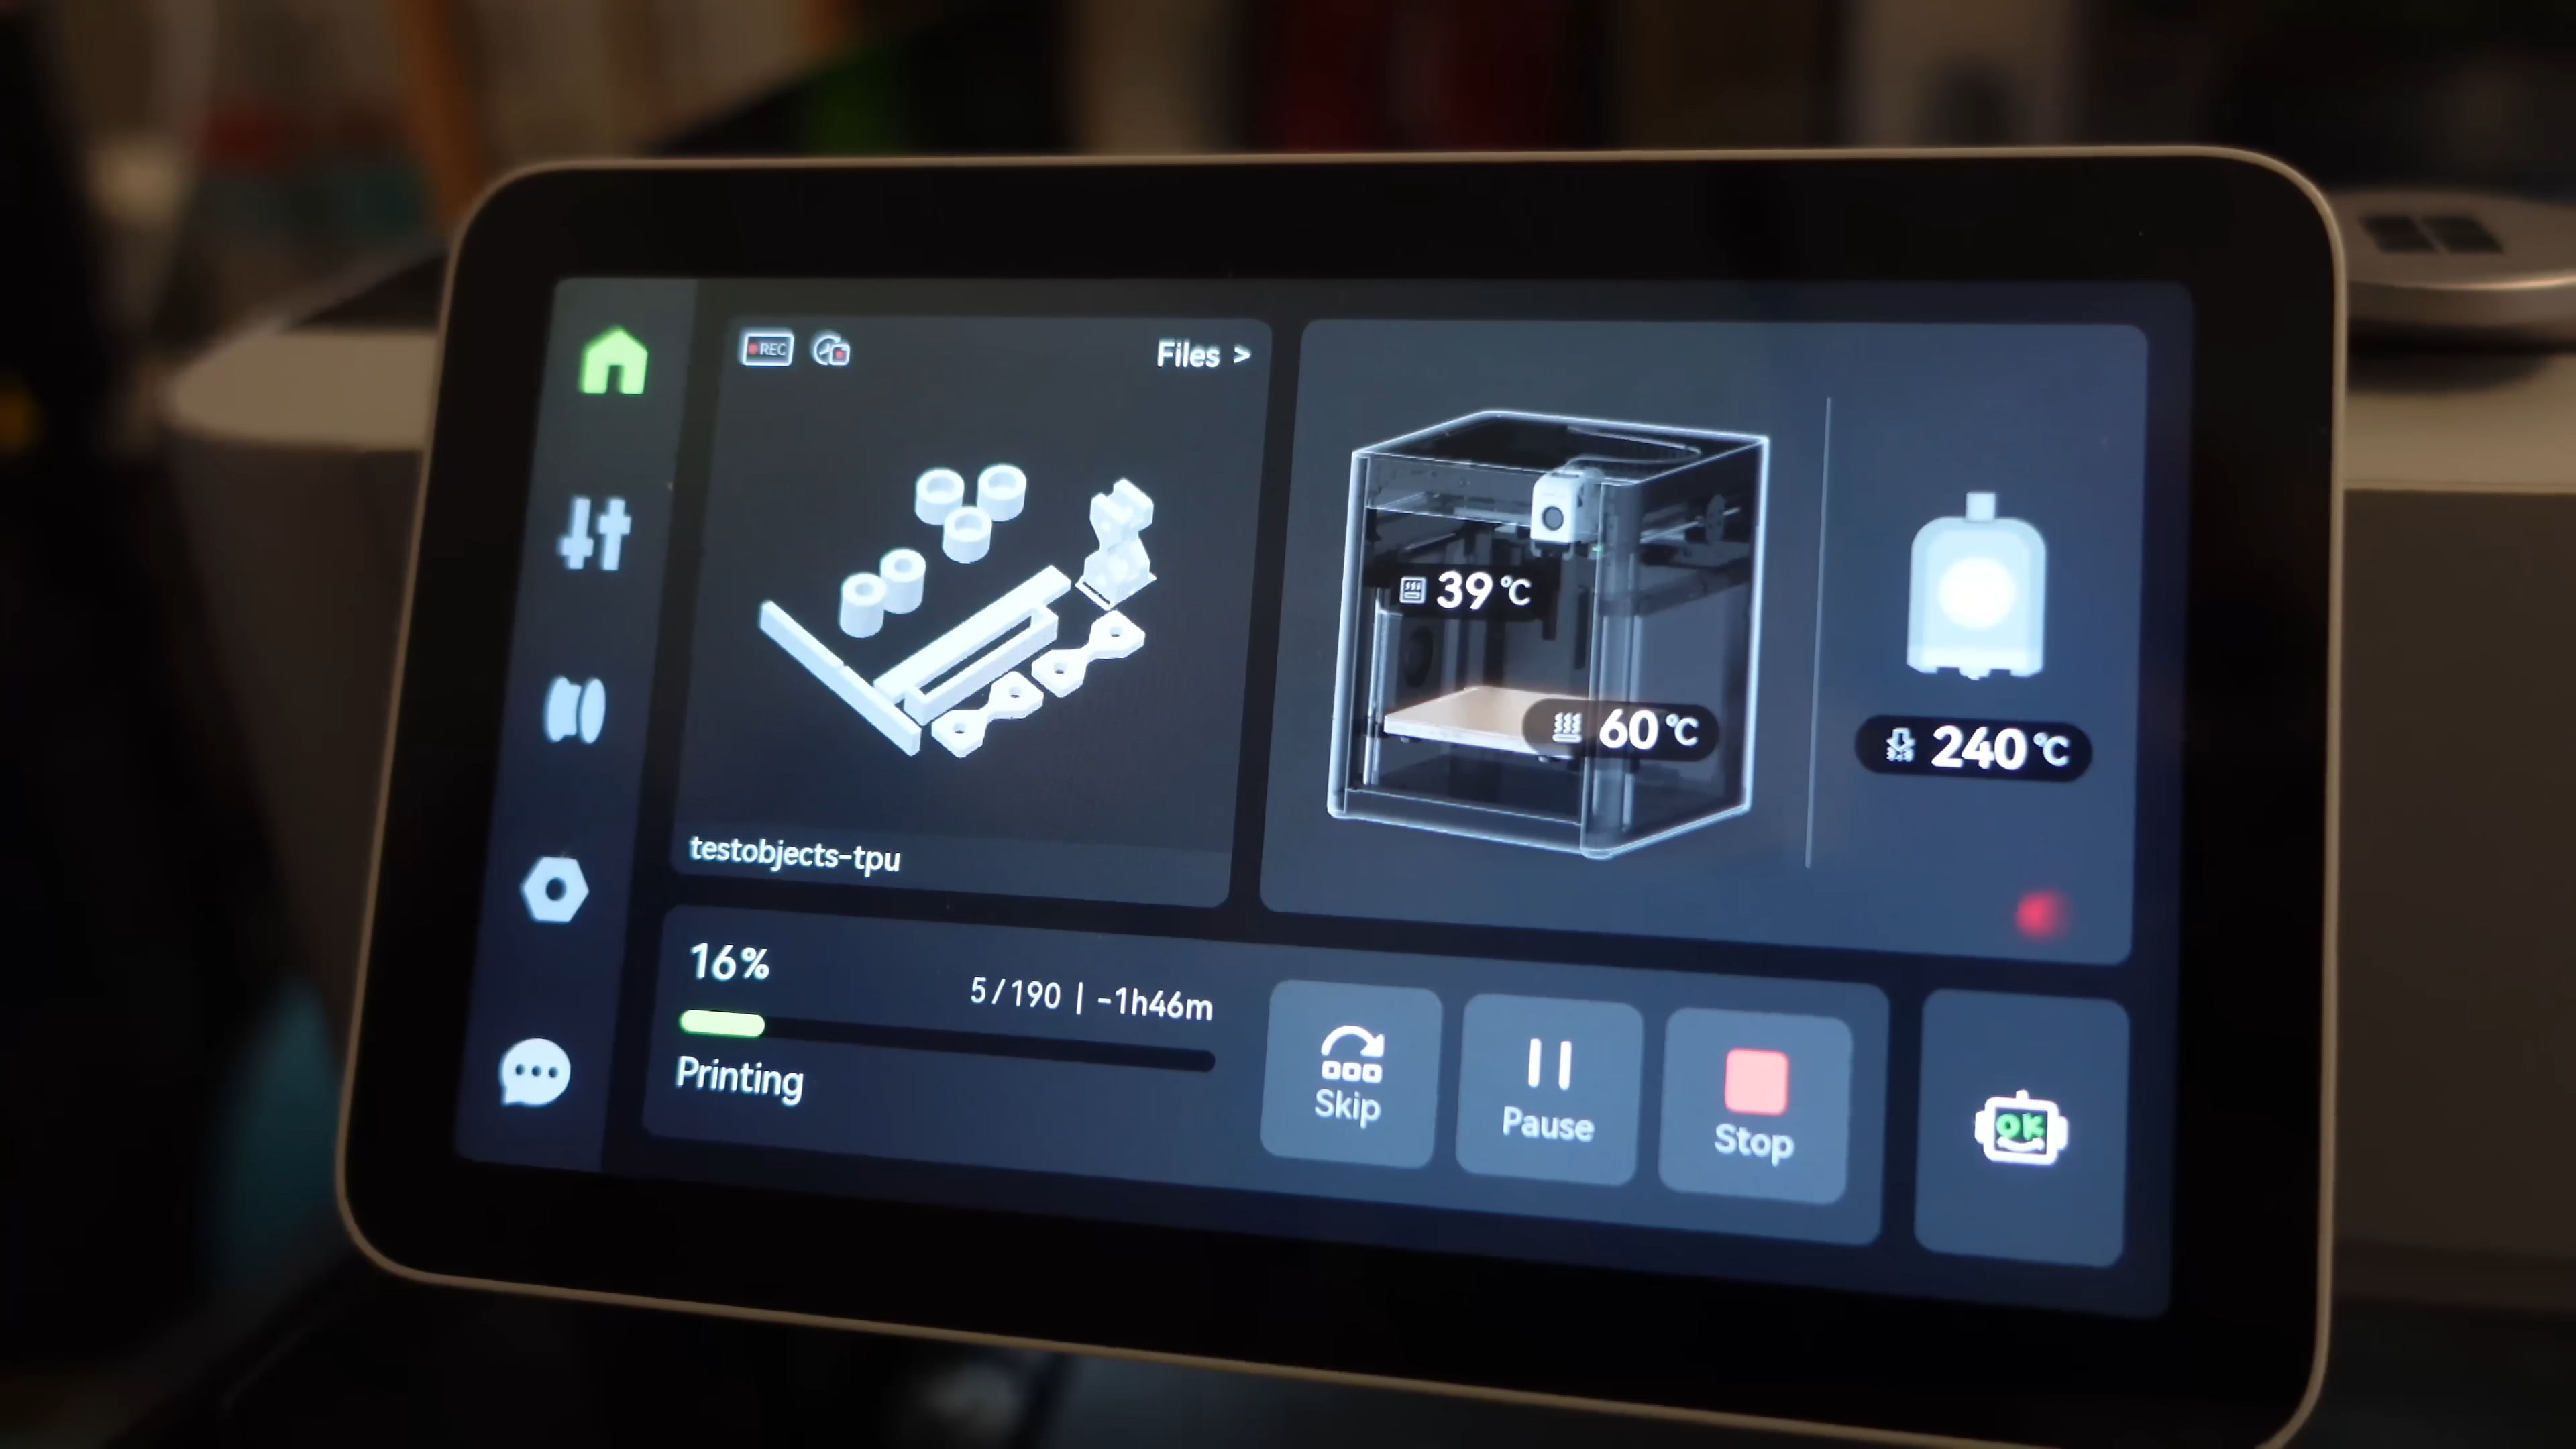 REC
Files >
39°C
60°C
240°C
testobjects-tpu
16%
5/190 | -1h46m
Printing
Skip
Pause
Stop
OK